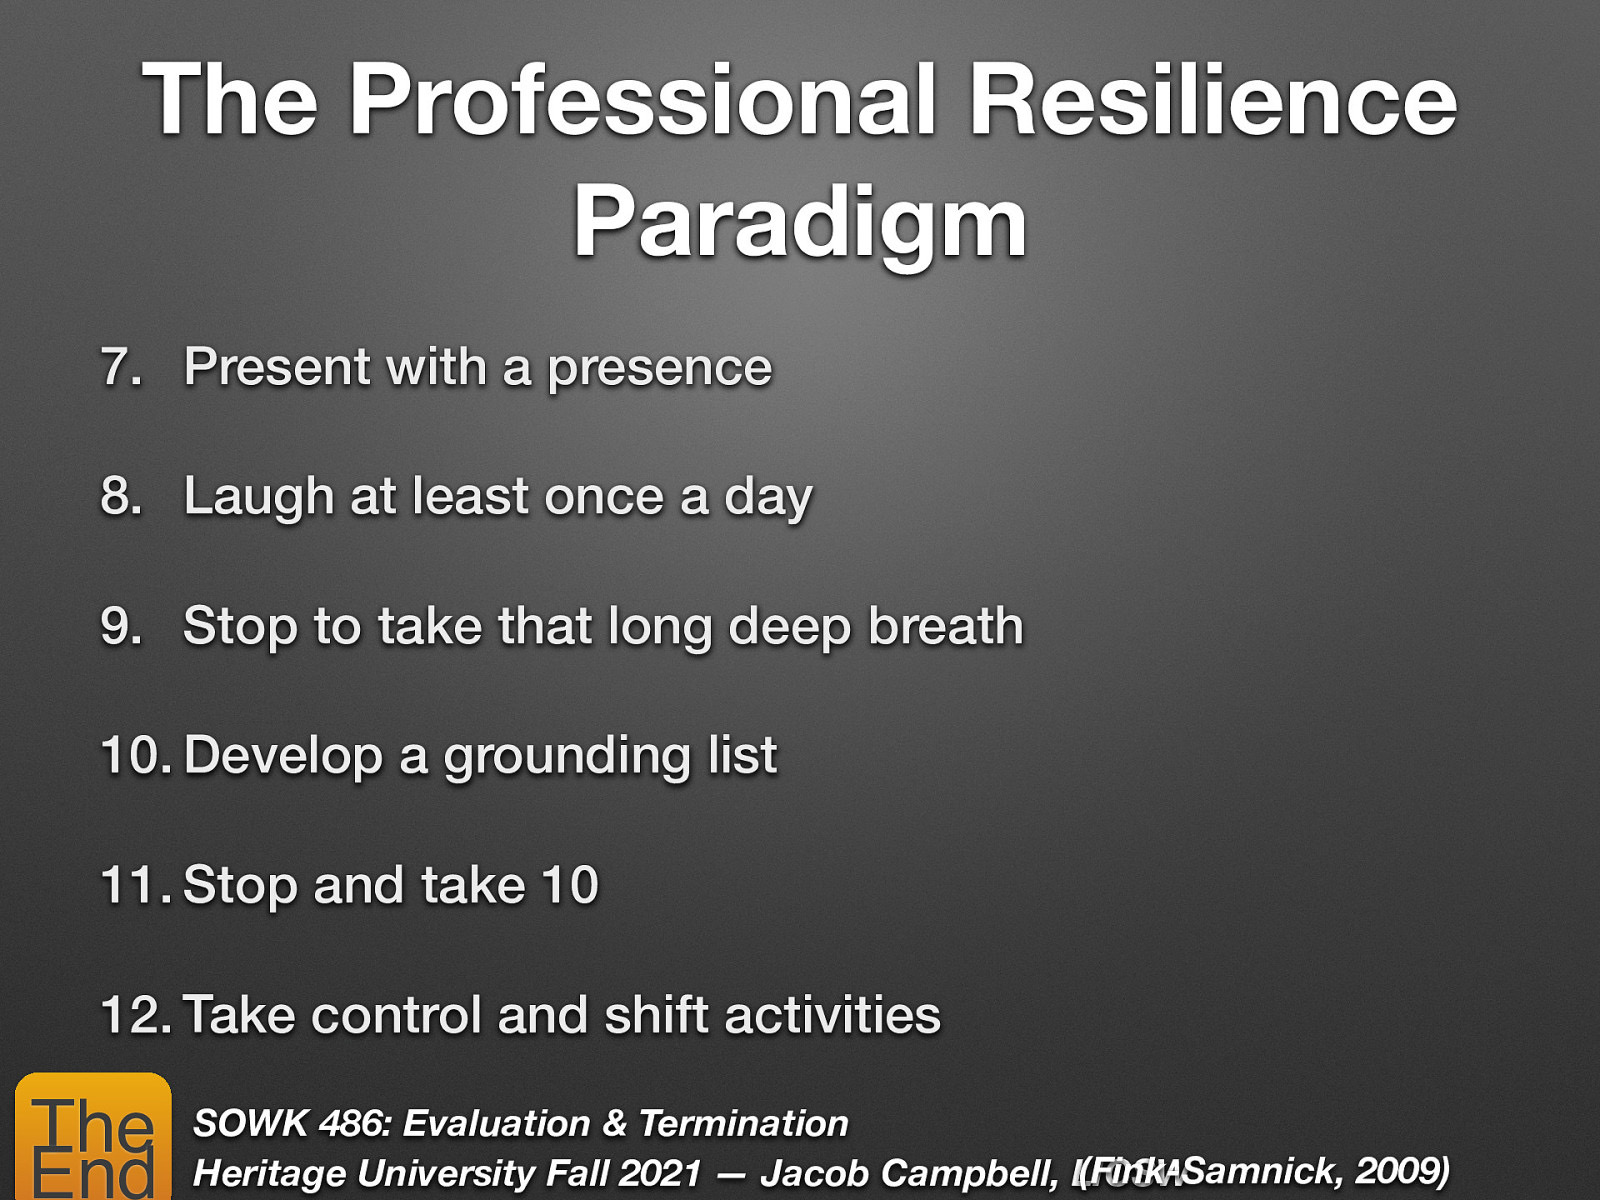 The Professional Resilience
Paradigm
7. Present with a presence
8. Laugh at least once a day
9. Stop to take that long deep breath
10. Develop a grounding list
11. Stop and take 10
12. Take control and shift activities
The
End
SOWK 486: Evaluation & Termination
Heritage University Fall 2021 — Jacob Campbell,
(Fink-Samnick, 2009)